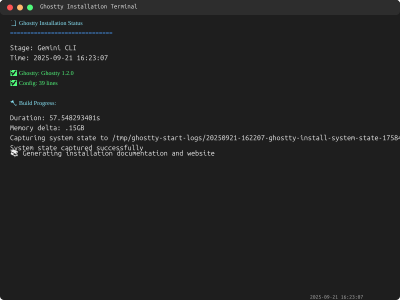 Ghostty Installation Terminal
Ghostty Installation Status
==============================
Stage: Gemini CLI
Time: 2025-09-21 16:23:07
✅ Ghostty: Ghostty 1.2.0
✅ Config: 39 lines
🔨 Build Progress:
Duration: 57.548293401s
Memory delta: .15GB
Capturing system state to /tmp/ghostty-start-logs/20250921-162207-ghostty-install-system-state-17584
System state captured successfully
📚 Generating installation documentation and website
2025-09-21 16:23:07